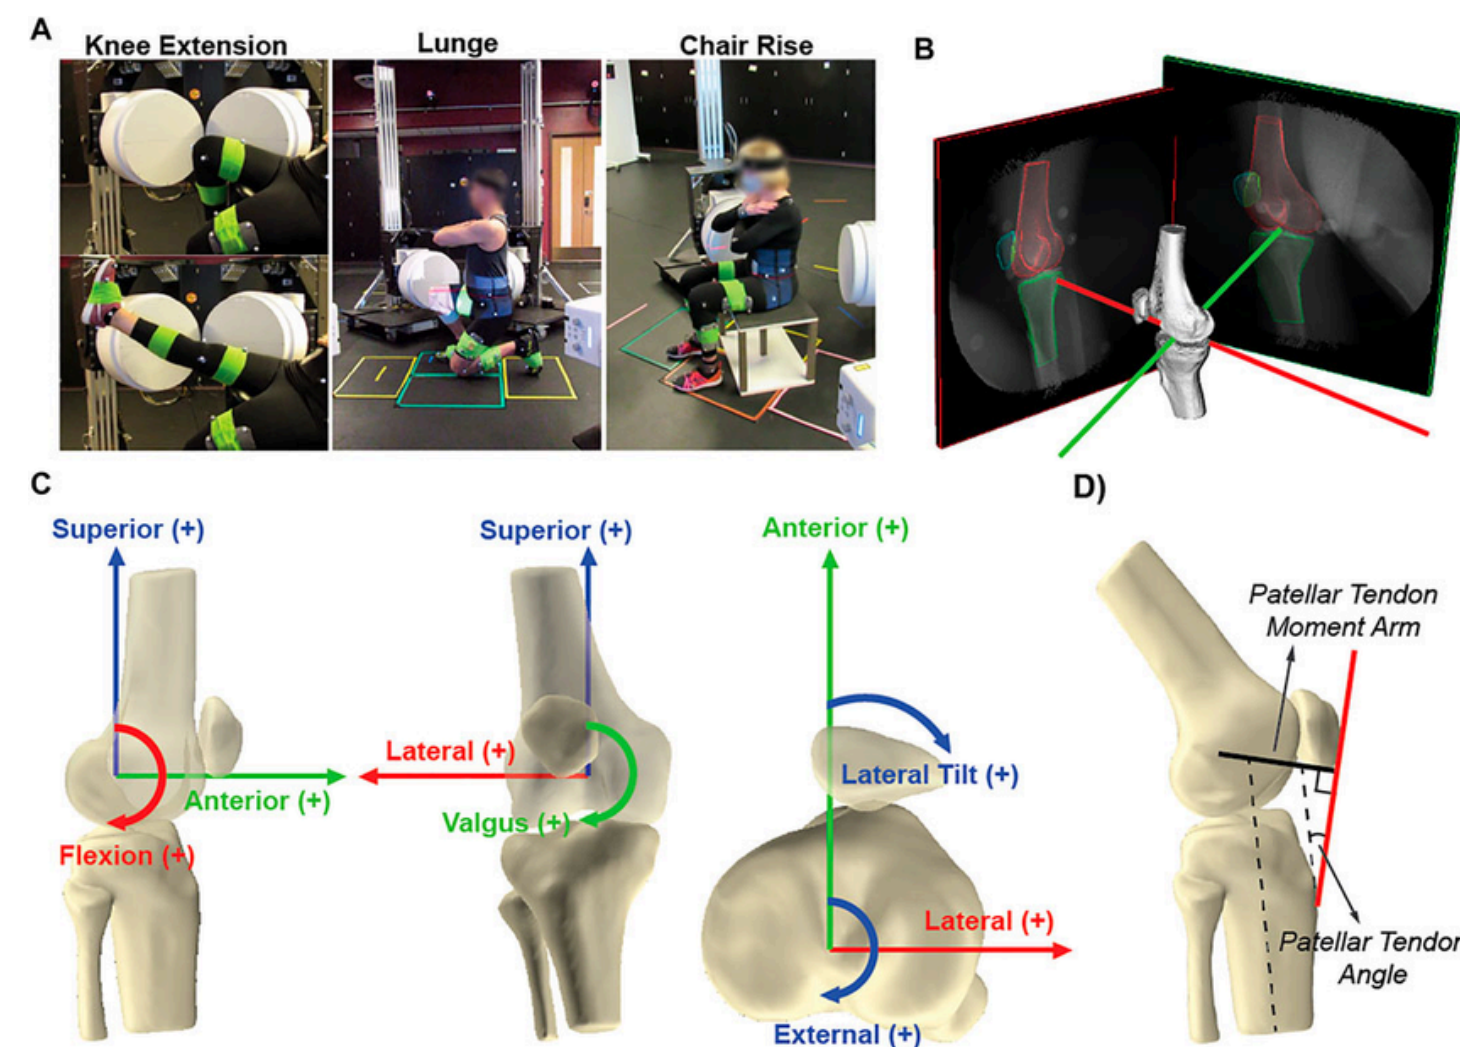 A
Knee Extension
Lunge
Chair Rise
B
C
Superior (+)
Anterior (+)
Flexion (+)
Superior (+)
Lateral (+)
Valgus (+)
Anterior (+)
Lateral Tilt (+)
Lateral (+)
External (+)
D)
Patellar Tendon
Moment Arm
Patellar Tendon
Angle